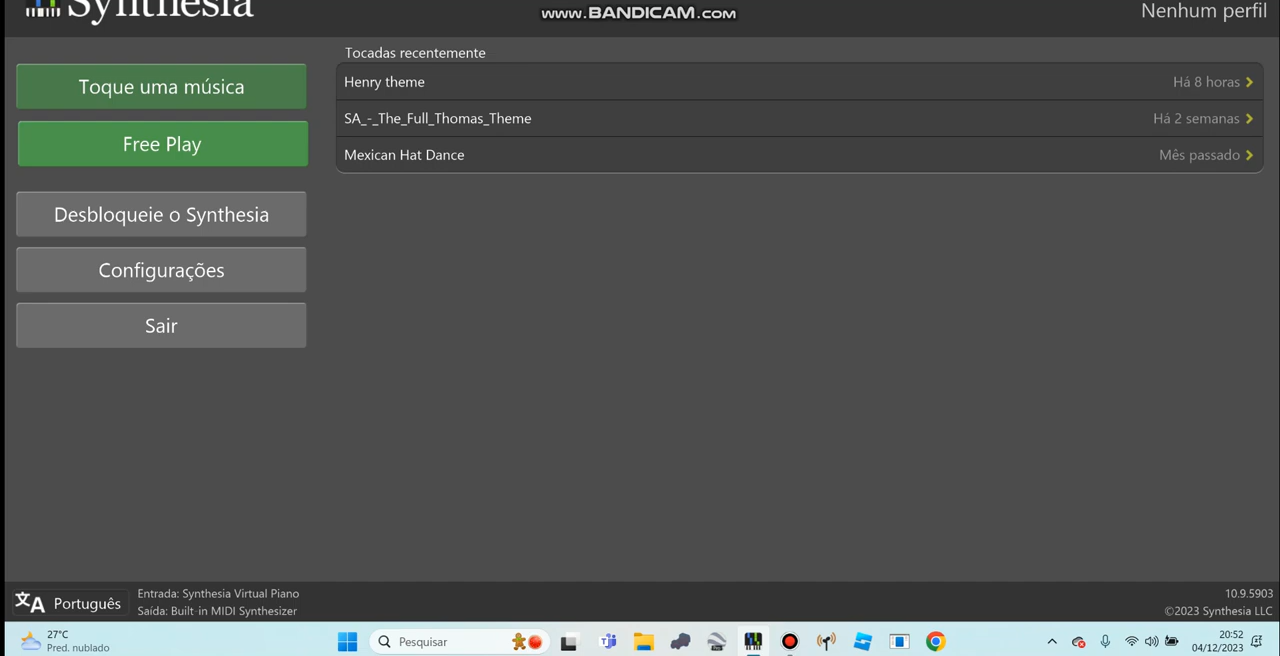 Synthesia
www.BANDICAM.com
Nenhum perfil
Toque uma música
Free Play
Desbloqueie o Synthesia
Configurações
Sair
Tocadas recentemente
Henry theme Há 8 horas
SA_-_The_Full_Thomas_Theme Há 2 semanas
Mexican Hat Dance Mês passado
Português
Entrada: Synthesia Virtual Piano
Saída: Built-in MIDI Synthesizer
10.9.5903
©2023 Synthesia LLC
27°C
Pred. nublado
Pesquisar
20:52
04/12/2023